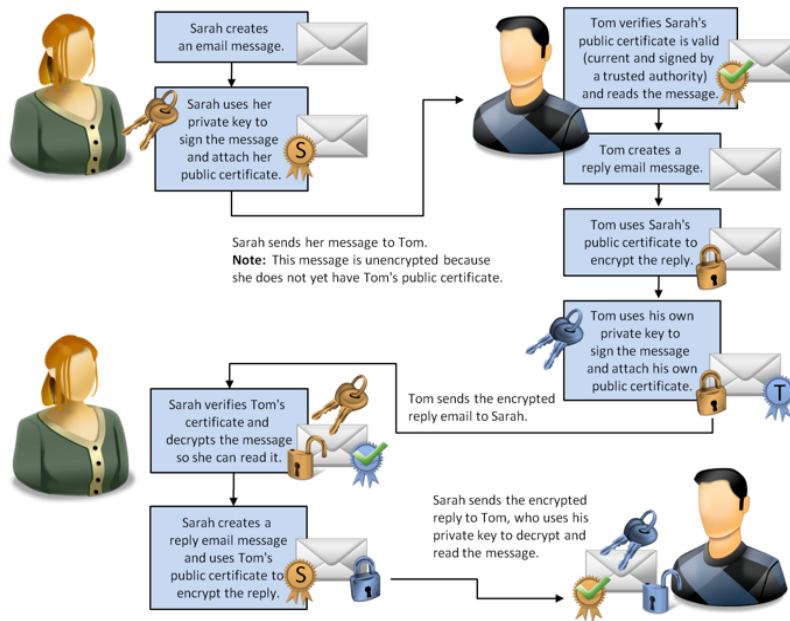 Sarah creates
an email message.
Sarah uses her
private key to
sign the message
and attach her
public certificate.
S
Sarah sends her message to Tom.
Note: This message is unencrypted because
she does not yet have Tom's public certificate.
Tom verifies Sarah's
public certificate is valid
(current and signed by
a trusted authority)
and reads the message.
Tom creates a
reply email message.
Tom uses Sarah's
public certificate to
encrypt the reply.
Tom uses his own
private key to
sign the message
and attach his own
public certificate.
T
Tom sends the encrypted
reply email to Sarah.
Sarah verifies Tom's
certificate and
decrypts the message
so she can read it.
Sarah creates a
reply email message
and uses Tom's
public certificate to
encrypt the reply.
S
Sarah sends the encrypted
reply to Tom, who uses his
private key to decrypt and
read the message.